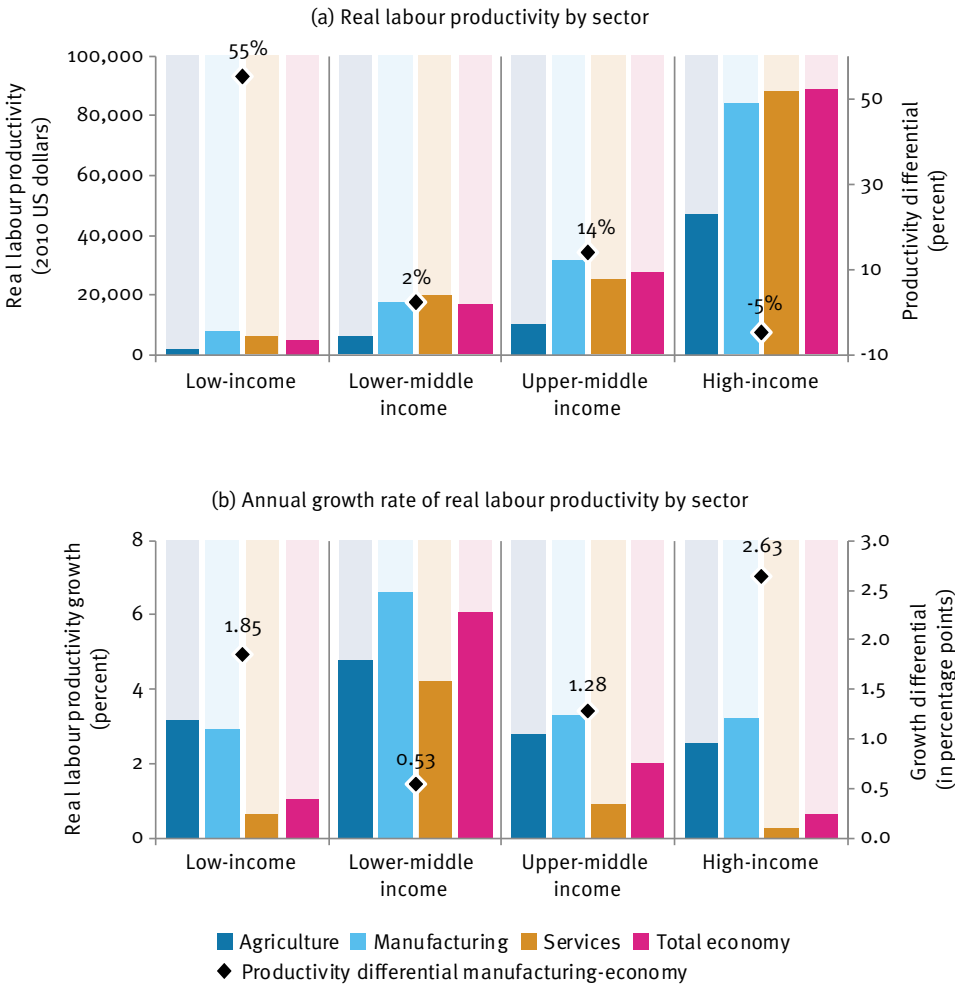 (a) Real labour productivity by sector
Real labour productivity
(2010 US dollars)
100,000
80,000
60,000
40,000
20,000
0
55%
2%
14%
-5%
50
30
10
-10
Productivity differential
(percent)
Low-income
Lower-middle
income
Upper-middle
income
High-income
(b) Annual growth rate of real labour productivity by sector
Real labour productivity growth
(percent)
8
6
4
2
0
1.85
0.53
1.28
2.63
3.0
2.5
2.0
1.5
1.0
0.5
0.0
Growth differential
(in percentage points)
Low-income
Lower-middle
income
Upper-middle
income
High-income
Agriculture Manufacturing Services Total economy
Productivity differential manufacturing-economy